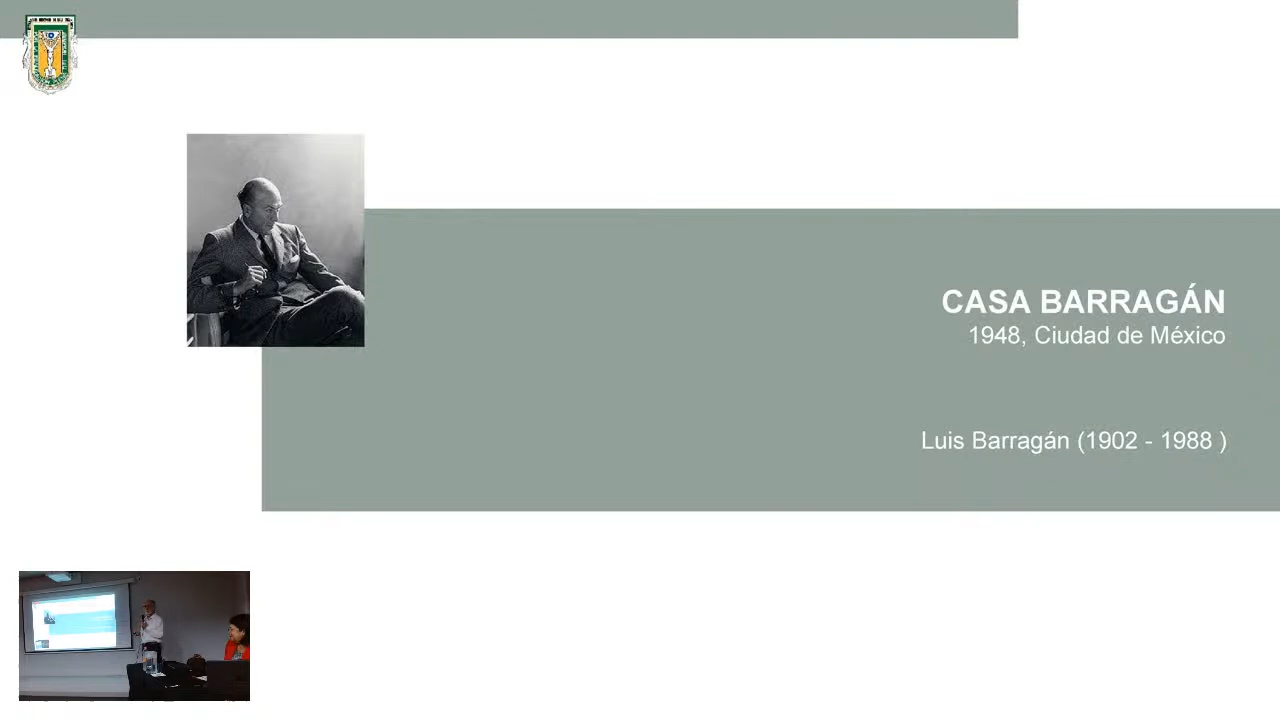 CASA BARRAGÁN
1948, Ciudad de México
Luis Barragán (1902 - 1988 )